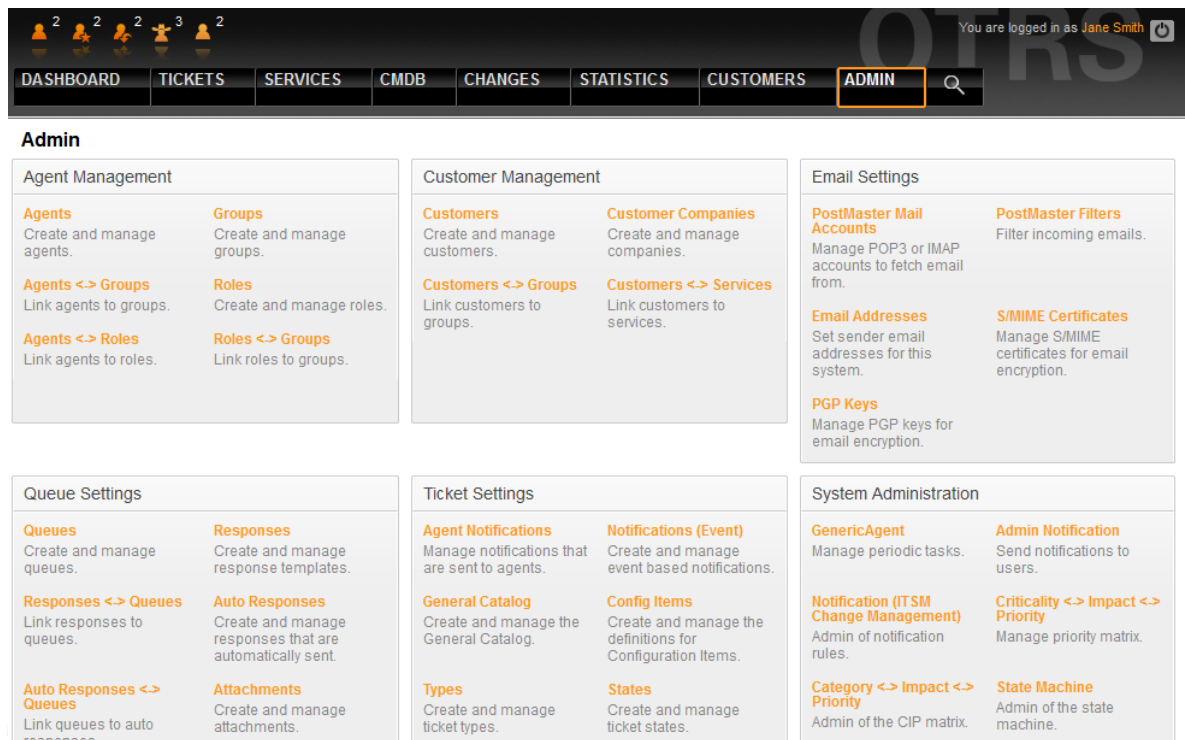 2 2 2 3 2
OTRS
You are logged in as Jane Smith
DASHBOARD TICKETS SERVICES CMDB CHANGES STATISTICS CUSTOMERS ADMIN
Admin
Agent Management
Agents
Create and manage
agents.
Groups
Create and manage
groups.
Agents <-> Groups
Link agents to groups.
Roles
Create and manage roles.
Agents <-> Roles
Link agents to roles.
Roles <-> Groups
Link roles to groups.
Customer Management
Customers
Create and manage
customers.
Customer Companies
Create and manage
companies.
Customers <-> Groups
Link customers to
groups.
Customers <-> Services
Link customers to
services.
Email Settings
PostMaster Mail
Accounts
Manage POP3 or IMAP
accounts to fetch email
from.
PostMaster Filters
Filter incoming emails.
Email Addresses
Set sender email
addresses for this
system.
S/MIME Certificates
Manage S/MIME
certificates for email
encryption.
PGP Keys
Manage PGP keys for
email encryption.
Queue Settings
Queues
Create and manage
queues.
Responses
Create and manage
response templates.
Responses <-> Queues
Link responses to
queues.
Auto Responses
Create and manage
responses that are
automatically sent.
Auto Responses <->
Queues
Link queues to auto
responses.
Attachments
Create and manage
attachments.
Ticket Settings
Agent Notifications
Manage notifications that
are sent to agents.
Notifications (Event)
Create and manage
event based notifications.
General Catalog
Create and manage the
General Catalog.
Config Items
Create and manage the
definitions for
Configuration Items.
Types
Create and manage
ticket types.
States
Create and manage
ticket states.
System Administration
GenericAgent
Manage periodic tasks.
Admin Notification
Send notifications to
users.
Notification (ITSM
Change Management)
Admin of notification
rules.
Criticality <-> Impact <->
Priority
Manage priority matrix.
Category <-> Impact <->
Priority
Admin of the CIP matrix.
State Machine
Admin of the state
machine.